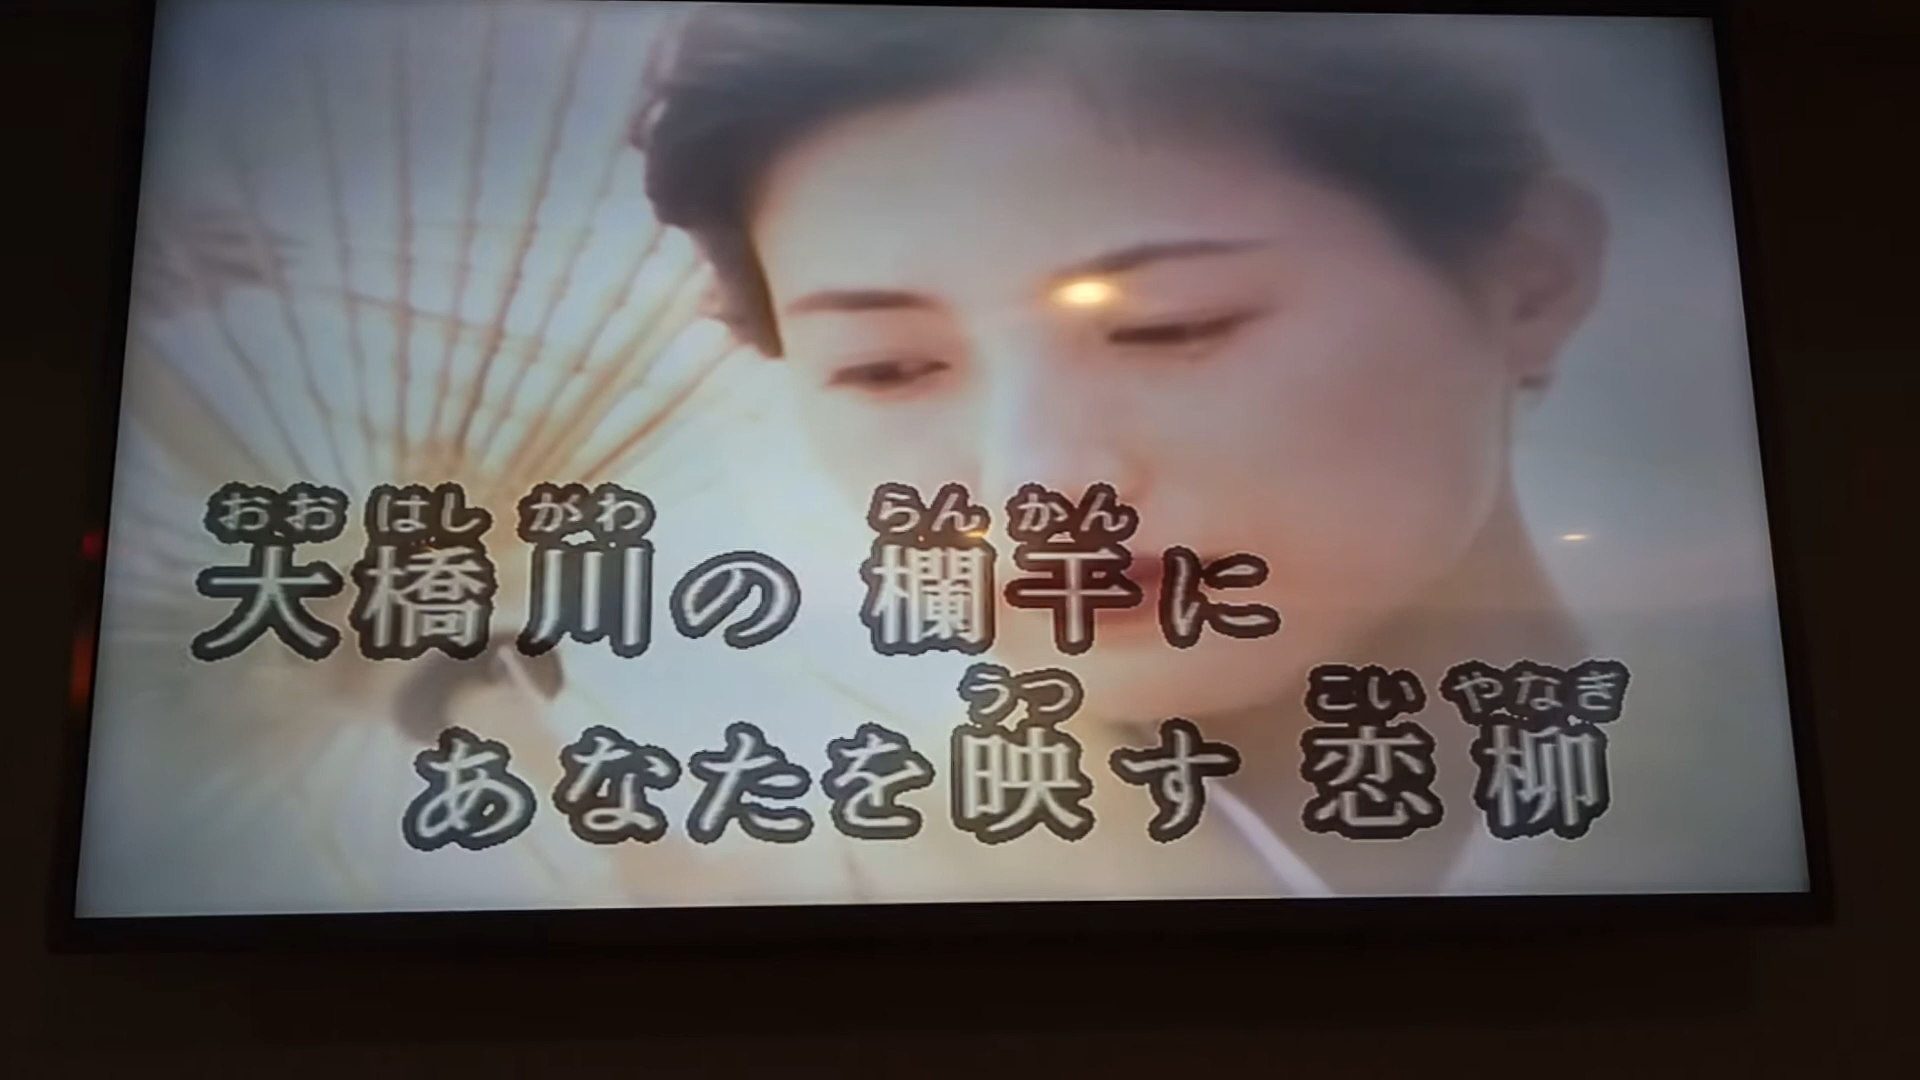 おおはしがわ らんかん
大橋川の 欄干に
うつ こいやなぎ
あなたを映す 恋柳